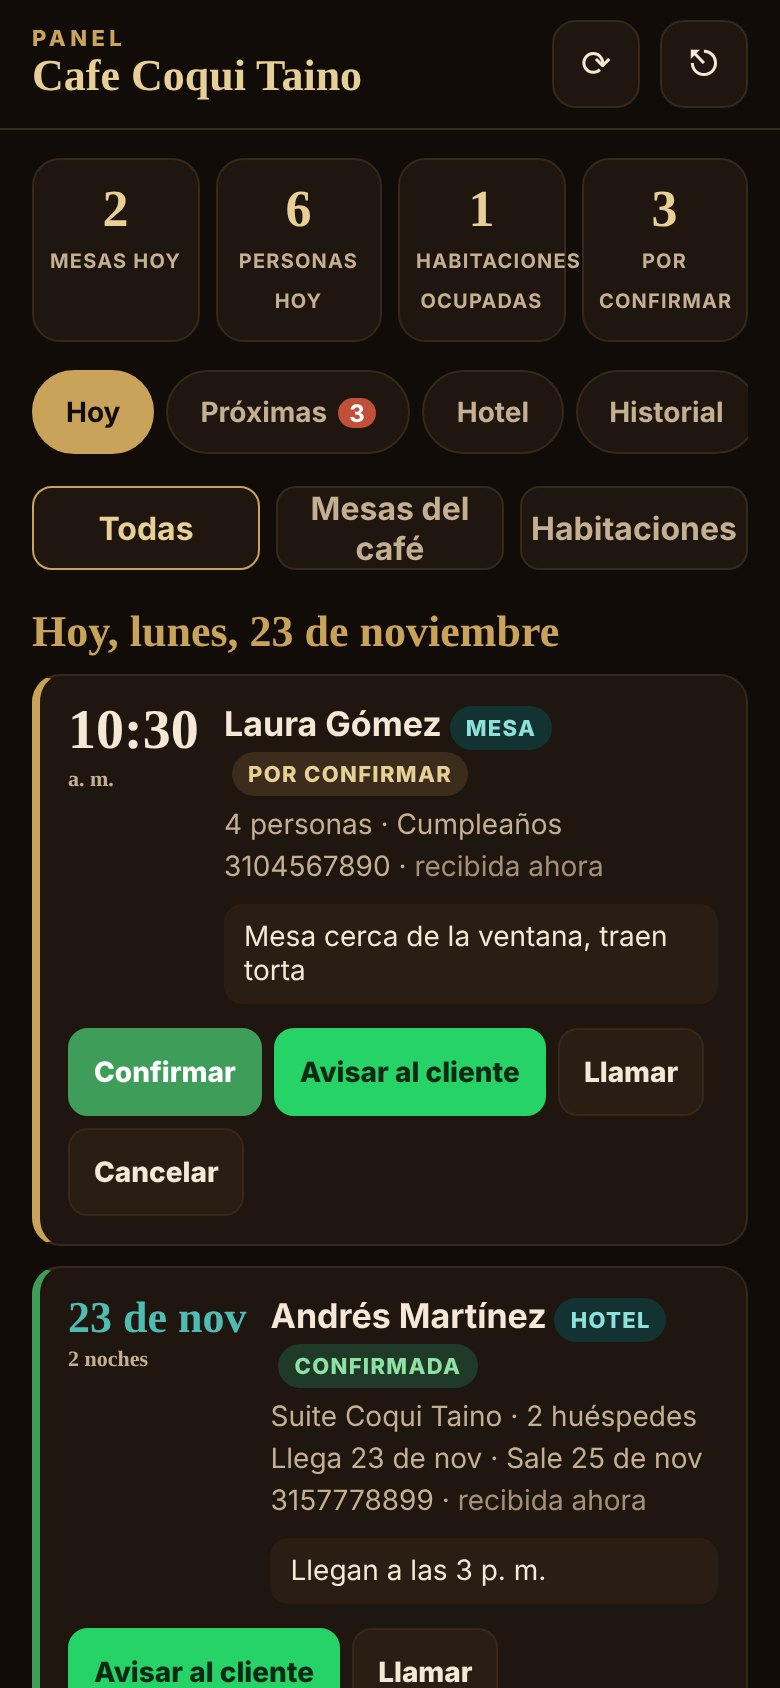 PANEL
Cafe Coqui Taino
2
MESAS HOY
6
PERSONAS
HOY
1
HABITACIONES
OCUPADAS
3
POR
CONFIRMAR
Hoy
Próximas 3
Hotel
Historial
Todas
Mesas del
café
Habitaciones
Hoy, lunes, 23 de noviembre
10:30
a. m.
Laura Gómez MESA
POR CONFIRMAR
4 personas · Cumpleaños
3104567890 · recibida ahora
Mesa cerca de la ventana, traen
torta
Confirmar
Avisar al cliente
Llamar
Cancelar
23 de nov
2 noches
Andrés Martínez HOTEL
CONFIRMADA
Suite Coqui Taino · 2 huéspedes
Llega 23 de nov · Sale 25 de nov
3157778899 · recibida ahora
Llegan a las 3 p. m.
Avisar al cliente
Llamar